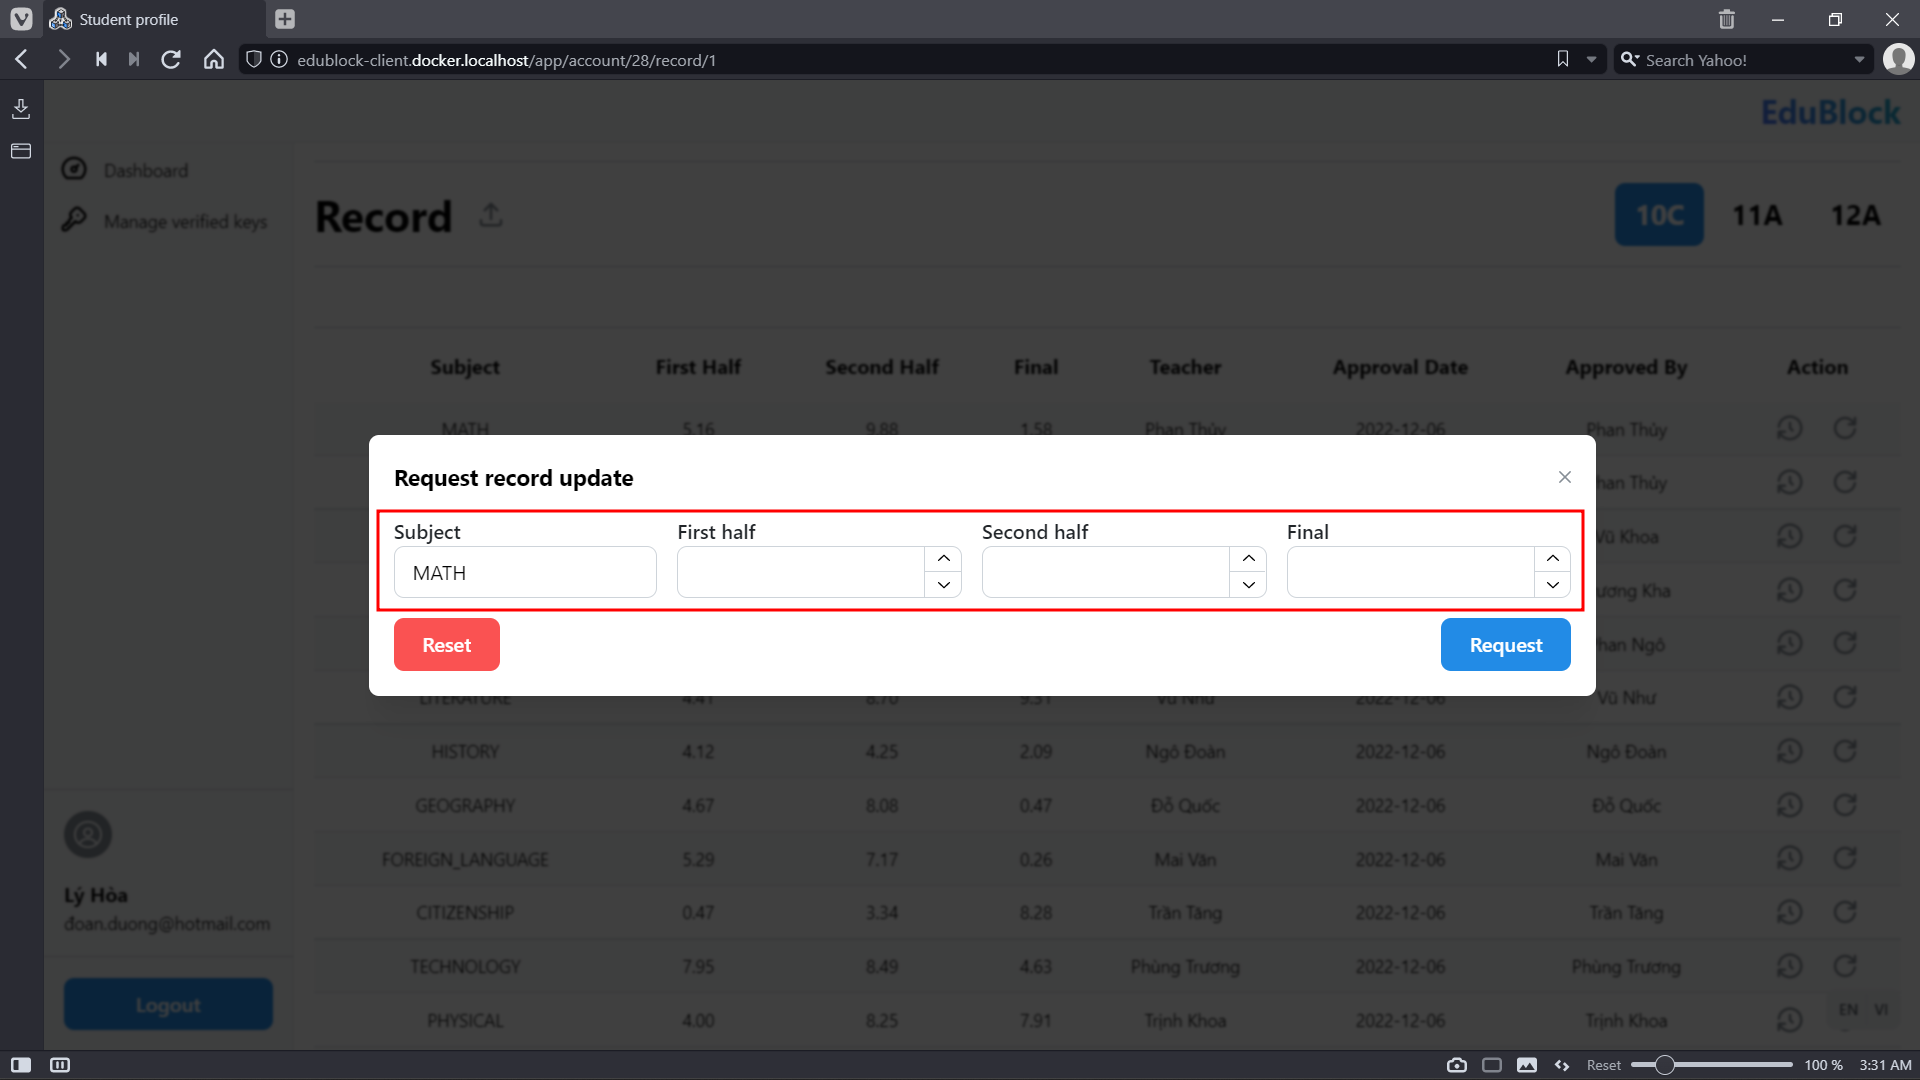 Student profile
edublock-client.docker.localhost/app/account/28/record/1
Search Yahoo!
EduBlock
Dashboard
Manage verified keys
Record
10C 11A 12A
Subject First Half Second Half Final Teacher Approval Date Approved By Action
MATH 5.16 9.88 1.58 Phan Thủy 2022-12-06 Phan Thủy
Phan Thủy
Vũ Khoa
ương Kha
Phan Ngô
Request record update
Subject First half Second half Final
MATH
Reset Request
LITERATURE 4.41 6.70 9.51 Vũ Như 2022-12-06 Vũ Như
HISTORY 4.12 4.25 2.09 Ngô Đoàn 2022-12-06 Ngô Đoàn
GEOGRAPHY 4.67 8.08 0.47 Đỗ Quốc 2022-12-06 Đỗ Quốc
FOREIGN_LANGUAGE 5.29 7.17 0.26 Mai Văn 2022-12-06 Mai Văn
CITIZENSHIP 0.47 3.34 8.28 Trần Tăng 2022-12-06 Trần Tăng
TECHNOLOGY 7.95 8.49 4.63 Phùng Trương 2022-12-06 Phùng Trương
PHYSICAL 4.00 8.25 7.91 Trịnh Khoa 2022-12-06 Trịnh Khoa
Lý Hòa
đoan.duong@hotmail.com
Logout
EN VI
Reset 100 % 3:31 AM